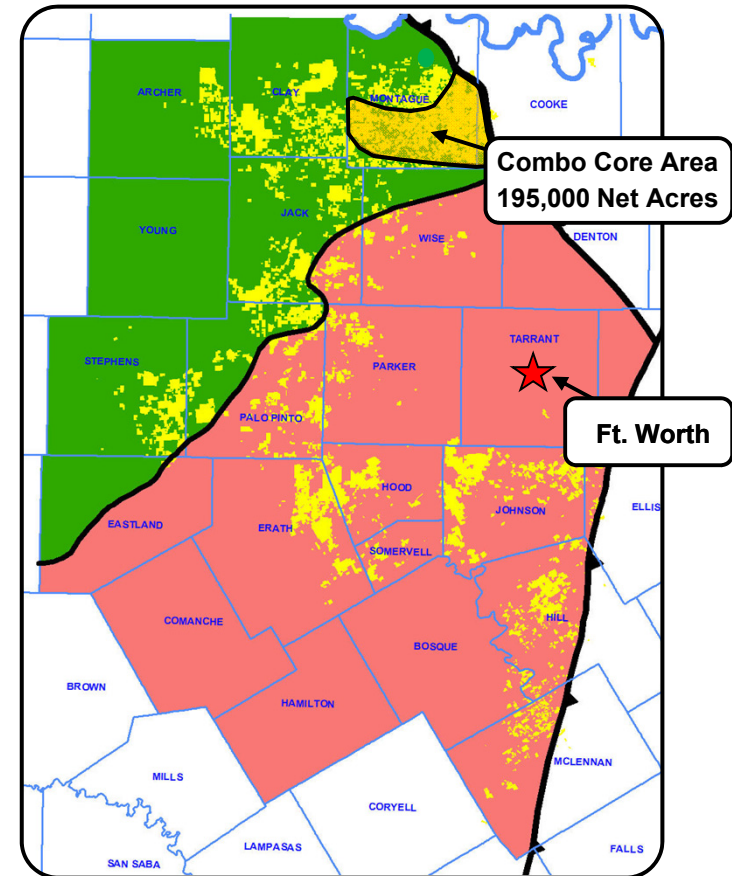 ARCHER
CLAY
MONTAGUE
COOKE
Combo Core Area
195,000 Net Acres
YOUNG
JACK
WISE
DENTON
STEPHENS
PALO PINTO
PARKER
TARRANT
Ft. Worth
EASTLAND
ERATH
HOOD
SOMERVELL
JOHNSON
ELLIS
COMANCHE
BOSQUE
HILL
BROWN
HAMILTON
MILLS
CORYELL
MCLENNAN
SAN SABA
LAMPASAS
FALLS